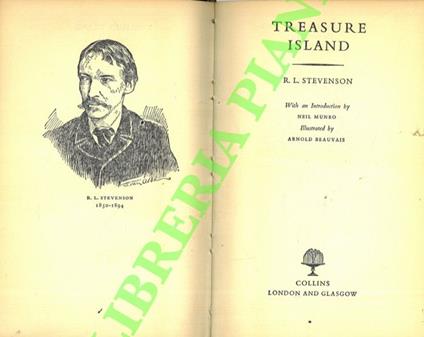 R. L. STEVENSON
1850-1894
TREASURE
ISLAND
R. L. STEVENSON
With an Introduction by
NEIL MUNRO
Illustrated by
ARNOLD BEAUVAIS
COLLINS
LONDON AND GLASGOW
LIBRERIA PIANI